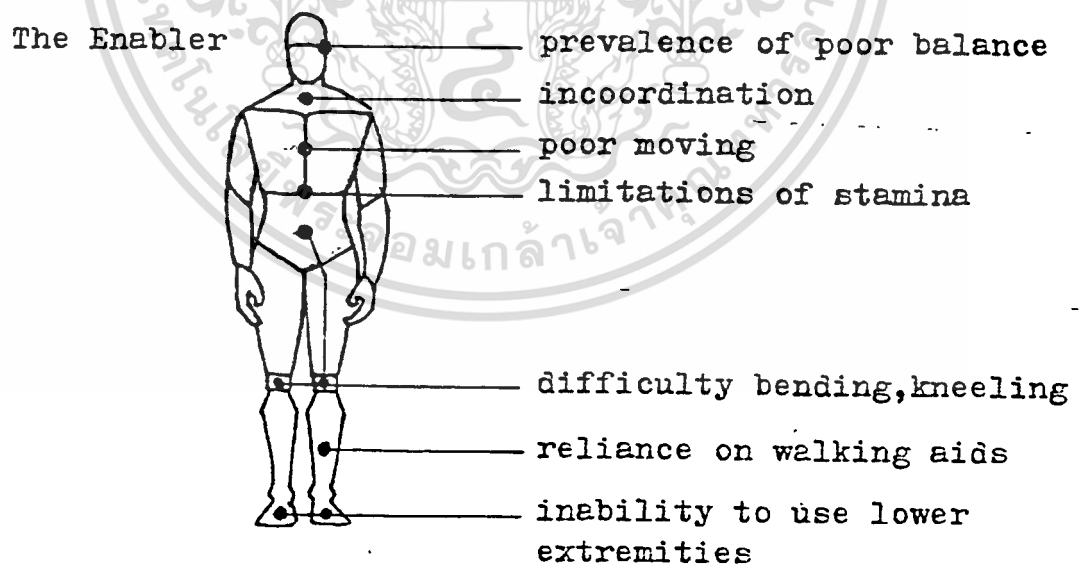 The Enabler
prevalence of poor balance
incoordination
poor moving
limitations of stamina
difficulty bending,kneeling
reliance on walking aids
inability to use lower
extremities